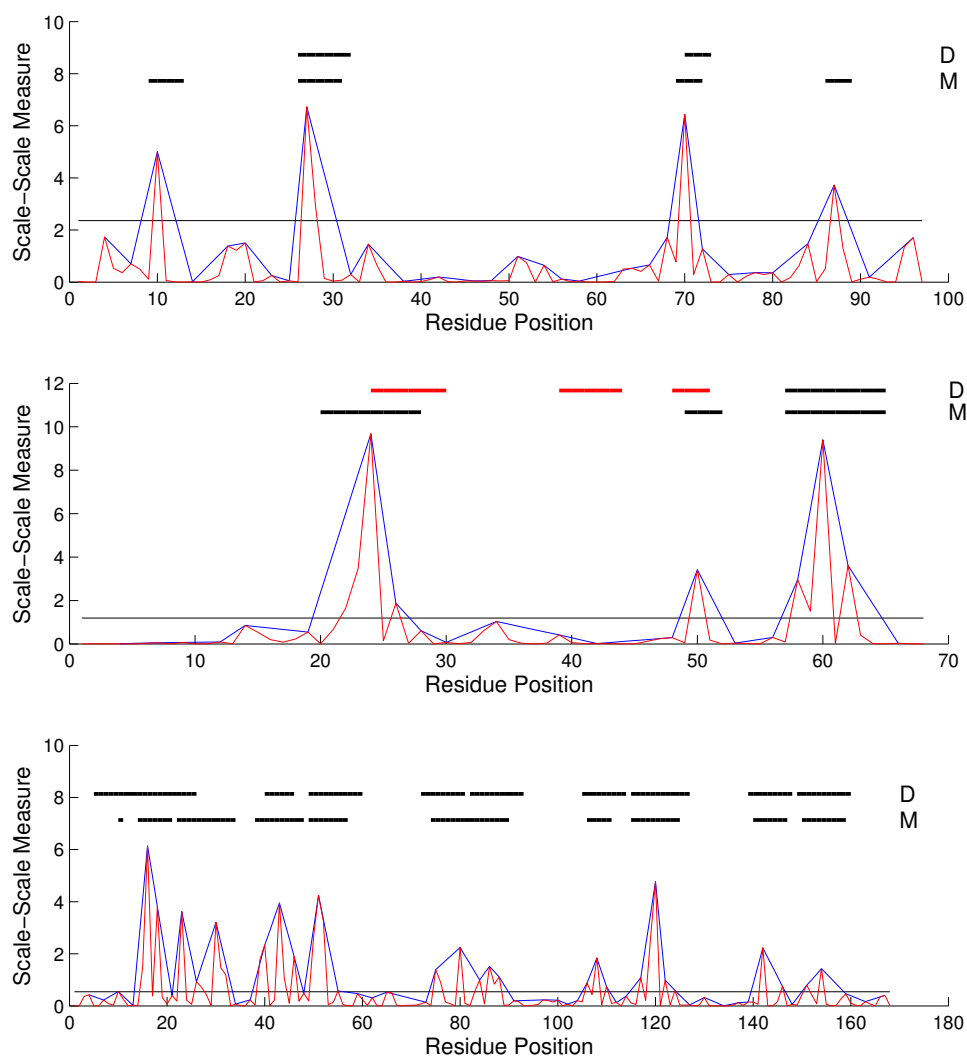 10
D
8
M
6
4
2
0
Scale−Scale Measure
0 10 20 30 40 50 60 70 80 90 100
Residue Position
12
D
10
M
8
6
4
2
0
Scale−Scale Measure
0 10 20 30 40 50 60 70
Residue Position
10
8
D
M
6
4
2
0
Scale−Scale Measure
0 20 40 60 80 100 120 140 160 180
Residue Position